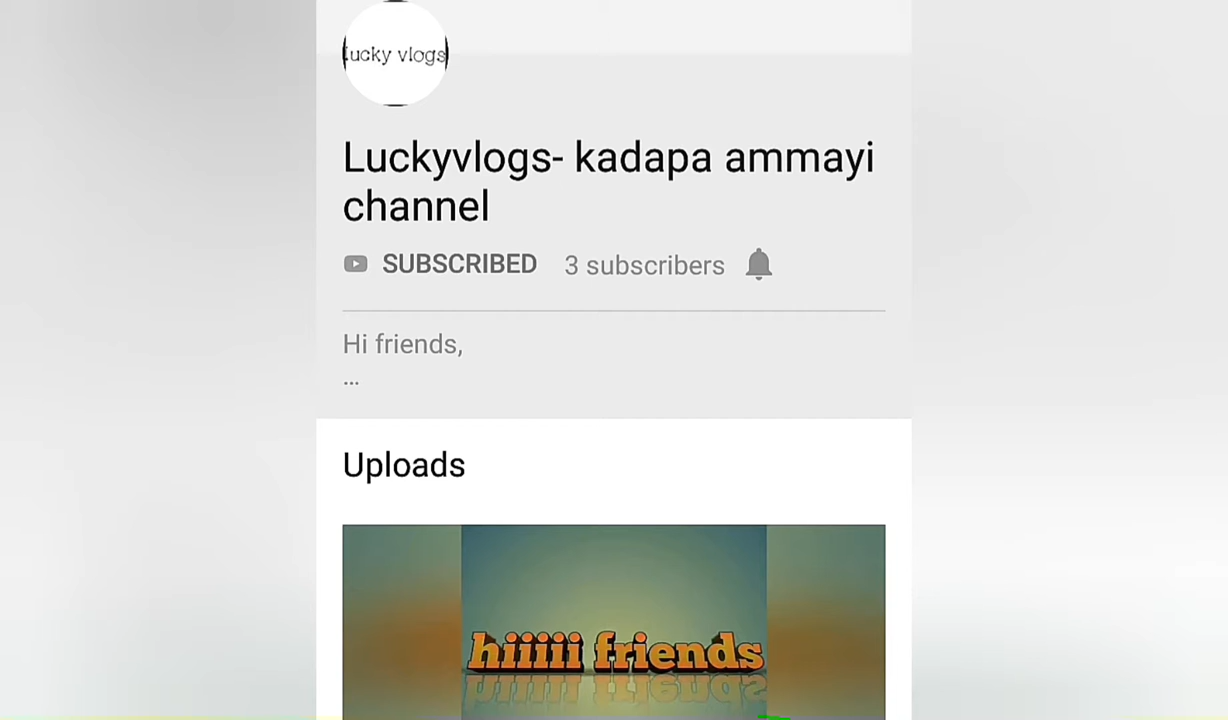 lucky vlogs
Luckyvlogs- kadapa ammayi
channel
SUBSCRIBED 3 subscribers
Hi friends,
...
Uploads
hiiiii friends